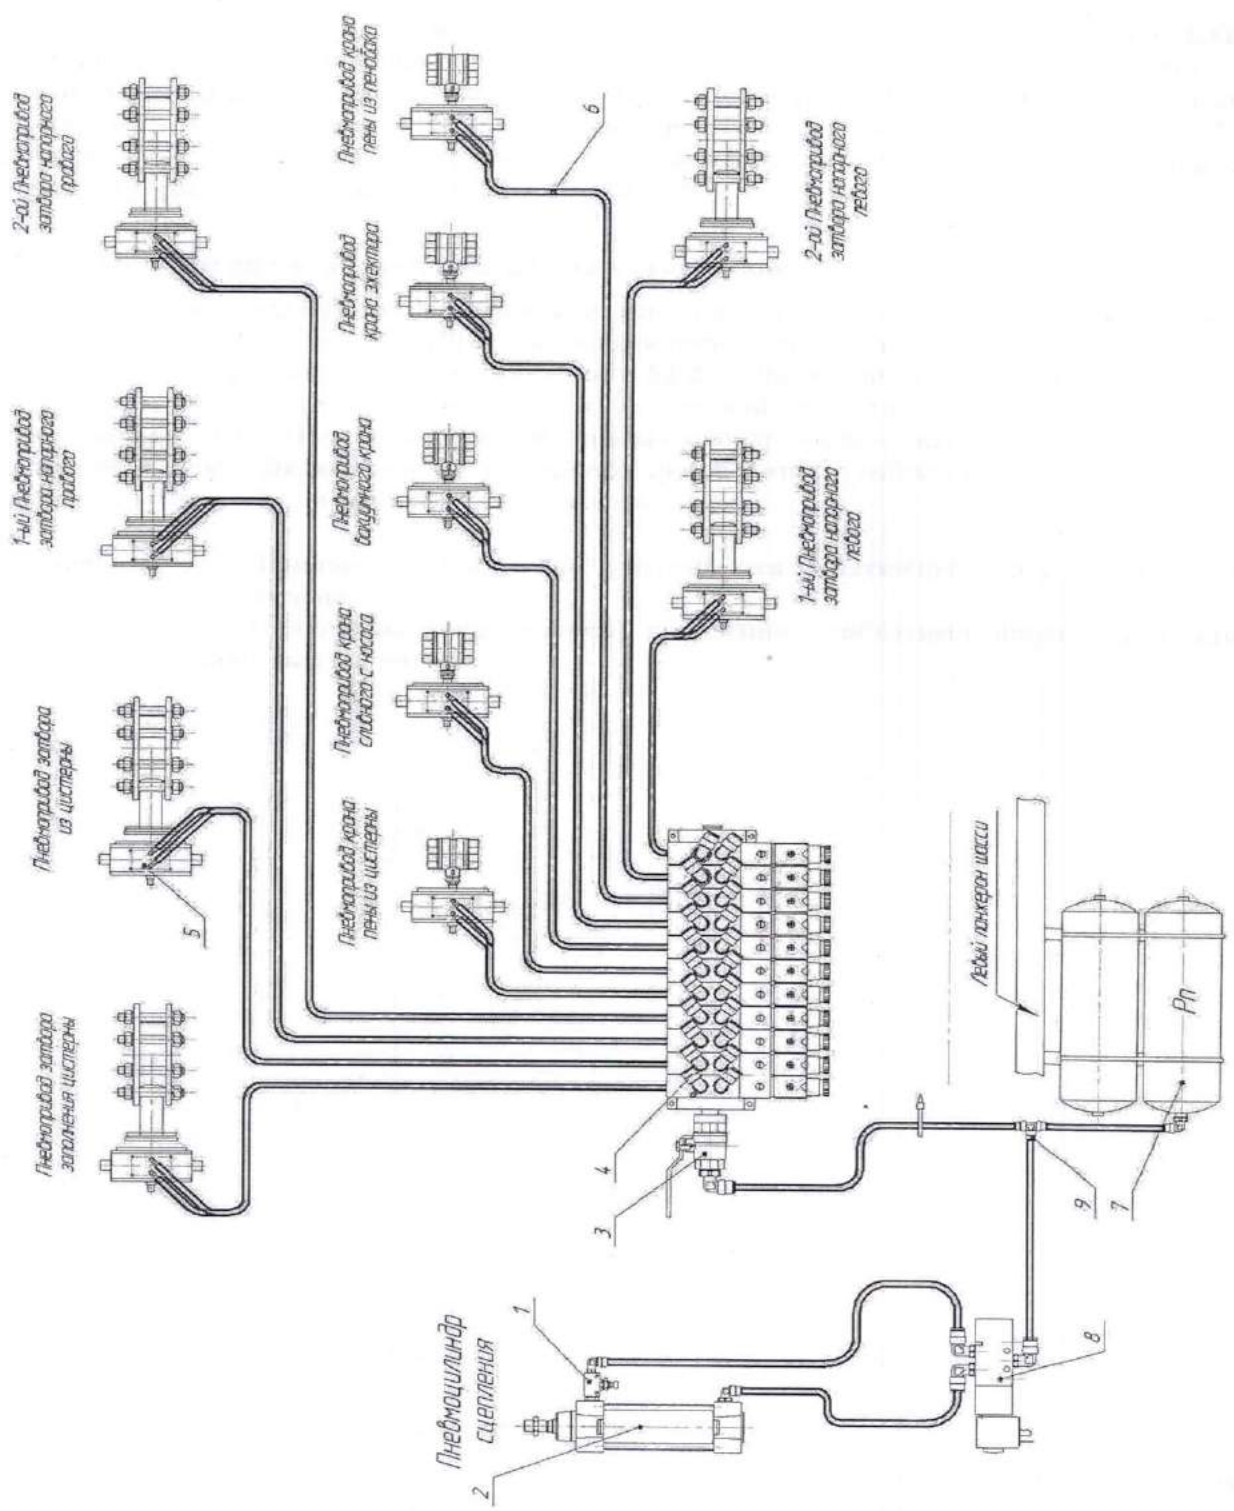 Пневмопривод затвора
заполнения цистерны
Пневмопривод затвора
из цистерны
1-ый Пневмопривод
затвора напорного
правого
2-ой Пневмопривод
затвора напорного
правого
5
Пневмопривод крана
пены из цистерны
Пневмопривод крана
сливного с насоса
Пневмопривод
вакуумного крана
Пневмопривод
крана эжектора
Пневмопривод крана
пены из пенобака
6
Пневмоцилиндр
сцепления
2
1
3
4
1-ый Пневмопривод
затвора напорного
левого
2-ой Пневмопривод
затвора напорного
левого
Левый лонжерон шасси
Рп
8
9
7